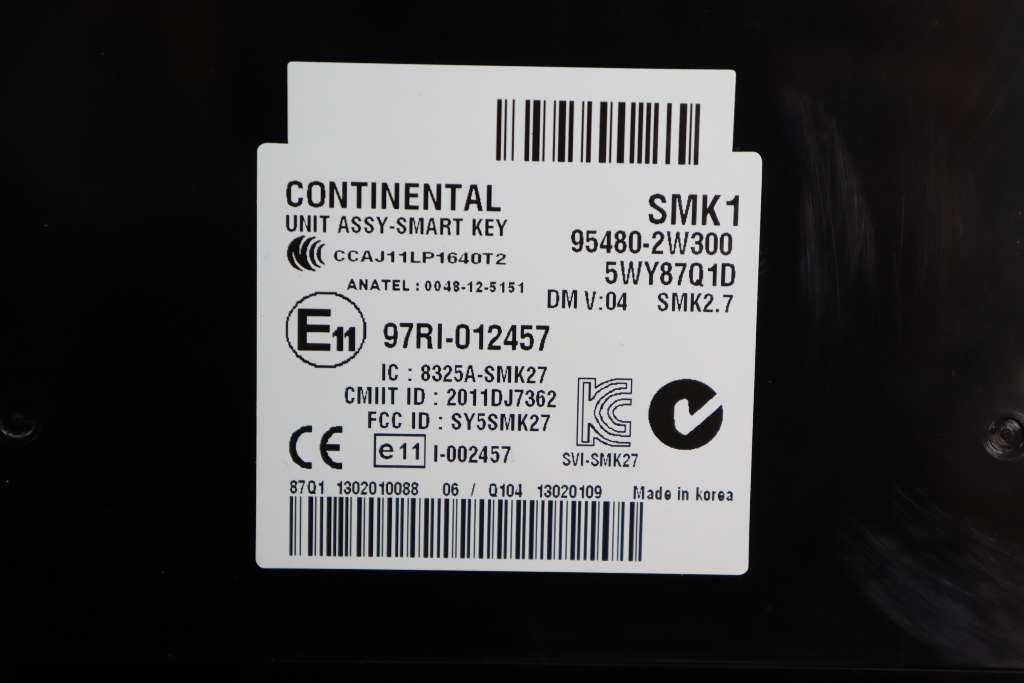 CONTINENTAL
SMK1
UNIT ASSY-SMART KEY
95480-2W300
CCAJ11LP1640T2
5WY87Q1D
ANATEL : 0048-12-5151
DM V:04 SMK2.7
E11 97RI-012457
IC : 8325A-SMK27
CMIIT ID : 2011DJ7362
FCC ID : SY5SMK27
CE e11 I-002457
KC
SVI-SMK27
87Q1 1302010088 06 / Q104 13020109 Made in korea